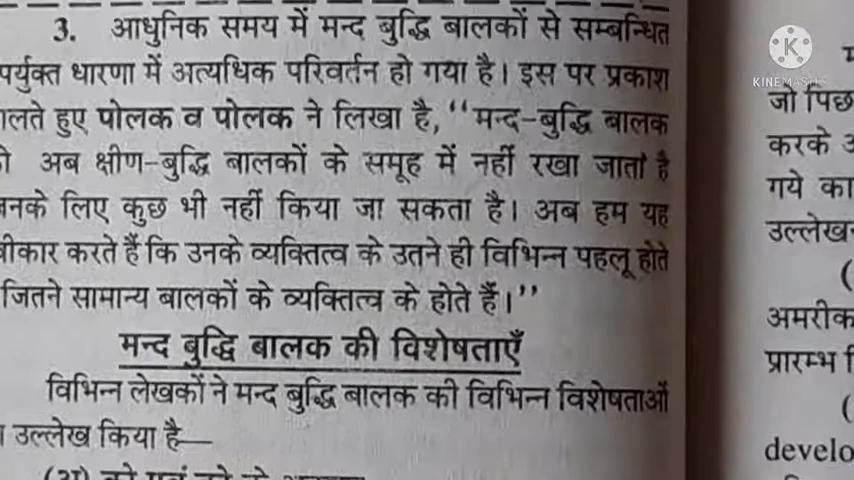 3. आधुनिक समय में मन्द बुद्धि बालकों से सम्बन्धित
पर्युक्त धारणा में अत्यधिक परिवर्तन हो गया है। इस पर प्रकाश
ालते हुए पोलक व पोलक ने लिखा है, ‘‘मन्द-बुद्धि बालक
अब क्षीण-बुद्धि बालकों के समूह में नहीं रखा जाता है
नके लिए कुछ भी नहीं किया जा सकता है। अब हम यह
ीकार करते हैं कि उनके व्यक्तित्व के उतने ही विभिन्न पहलू होते
जितने सामान्य बालकों के व्यक्तित्व के होते हैं।’’
मन्द बुद्धि बालक की विशेषताएँ
विभिन्न लेखकों ने मन्द बुद्धि बालक की विभिन्न विशेषताओं
उल्लेख किया है—
K
KINEMASTER
जो पिछ
करके अ
गये का
उल्लेखन
(
अमरीक
प्रारम्भ
(
develo